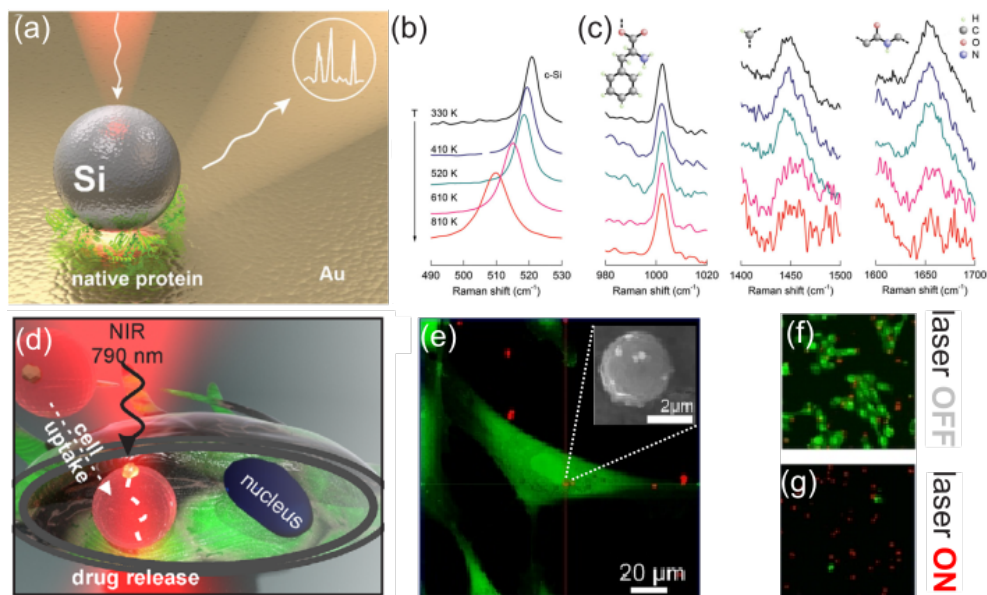 (a)
Si
native protein
Au
(b)
c-Si
T
330 K
410 K
520 K
610 K
810 K
490 500 510 520 530
Raman shift (cm⁻¹)
(c)
H
C
O
N
980 1000 1020
Raman shift (cm⁻¹)
1400 1450 1500
Raman shift (cm⁻¹)
1600 1650 1700
Raman shift (cm⁻¹)
(d)
NIR
790 nm
cell
uptake
nucleus
drug release
(e)
2µm
20 µm
(f)
laser OFF
(g)
laser ON